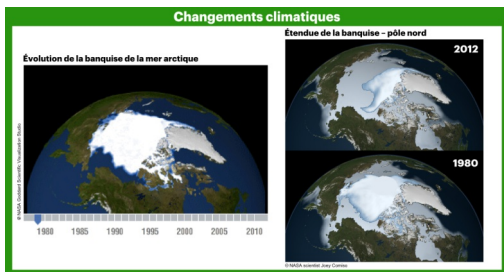 Changements climatiques
Évolution de la banquise de la mer arctique
© NASA Goddard Scientific Visualization Studio
1980 1985 1990 1995 2000 2005 2010
Étendue de la banquise – pôle nord
2012
1980
© NASA scientist Joey Comiso